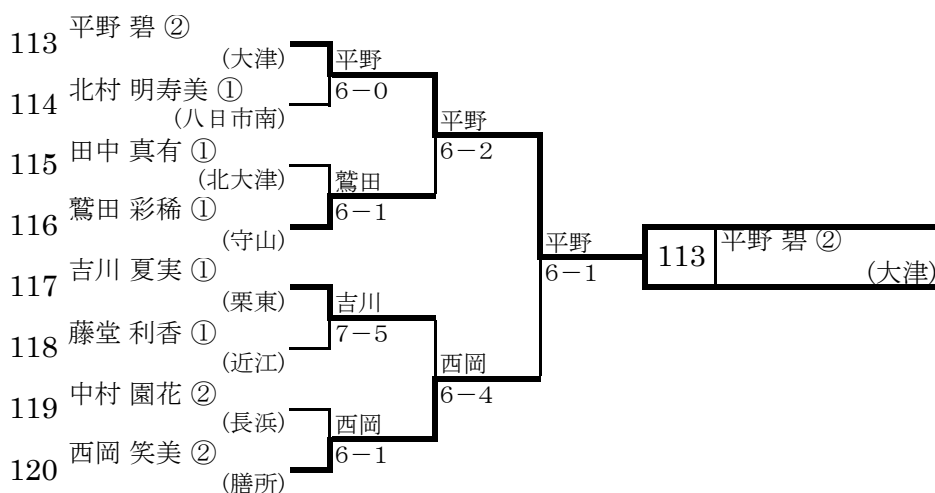 113 平野 碧 ②
(大津)
平野
6-0
114 北村 明寿美 ①
(八日市南)
平野
6-2
115 田中 真有 ①
(北大津)
鷲田
6-1
116 鷲田 彩稀 ①
(守山)
平野
6-1
113 平野 碧 ②
(大津)
117 吉川 夏実 ①
(栗東)
吉川
7-5
118 藤堂 利香 ①
(近江)
西岡
6-4
119 中村 園花 ②
(長浜)
西岡
6-1
120 西岡 笑美 ②
(膳所)